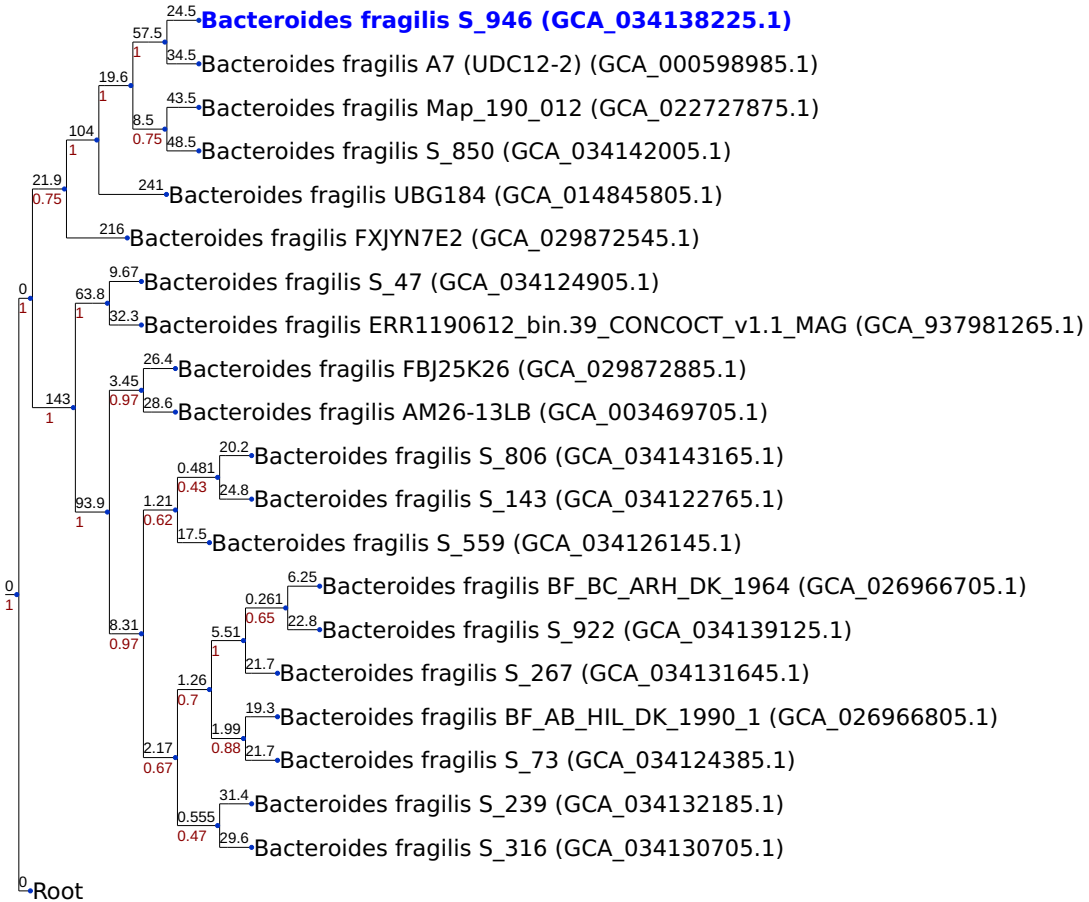 24.5
Bacteroides fragilis S_946 (GCA_034138225.1)
57.5
1
34.5
Bacteroides fragilis A7 (UDC12-2) (GCA_000598985.1)
19.6
1
43.5
Bacteroides fragilis Map_190_012 (GCA_022727875.1)
8.5
0.75
48.5
Bacteroides fragilis S_850 (GCA_034142005.1)
104
1
241
Bacteroides fragilis UBG184 (GCA_014845805.1)
21.9
0.75
216
Bacteroides fragilis FXJYN7E2 (GCA_029872545.1)
0
1
9.67
Bacteroides fragilis S_47 (GCA_034124905.1)
63.8
1
32.3
Bacteroides fragilis ERR1190612_bin.39_CONCOCT_v1.1_MAG (GCA_937981265.1)
143
1
26.4
Bacteroides fragilis FBJ25K26 (GCA_029872885.1)
3.45
0.97
28.6
Bacteroides fragilis AM26-13LB (GCA_003469705.1)
93.9
1
20.2
Bacteroides fragilis S_806 (GCA_034143165.1)
0.481
0.43
24.8
Bacteroides fragilis S_143 (GCA_034122765.1)
1.21
0.62
17.5
Bacteroides fragilis S_559 (GCA_034126145.1)
8.31
0.97
6.25
Bacteroides fragilis BF_BC_ARH_DK_1964 (GCA_026966705.1)
0.261
0.65
22.8
Bacteroides fragilis S_922 (GCA_034139125.1)
5.51
1
21.7
Bacteroides fragilis S_267 (GCA_034131645.1)
1.26
0.7
19.3
Bacteroides fragilis BF_AB_HIL_DK_1990_1 (GCA_026966805.1)
1.99
0.88
21.7
Bacteroides fragilis S_73 (GCA_034124385.1)
2.17
0.67
31.4
Bacteroides fragilis S_239 (GCA_034132185.1)
0.555
0.47
29.6
Bacteroides fragilis S_316 (GCA_034130705.1)
0
1
0
Root